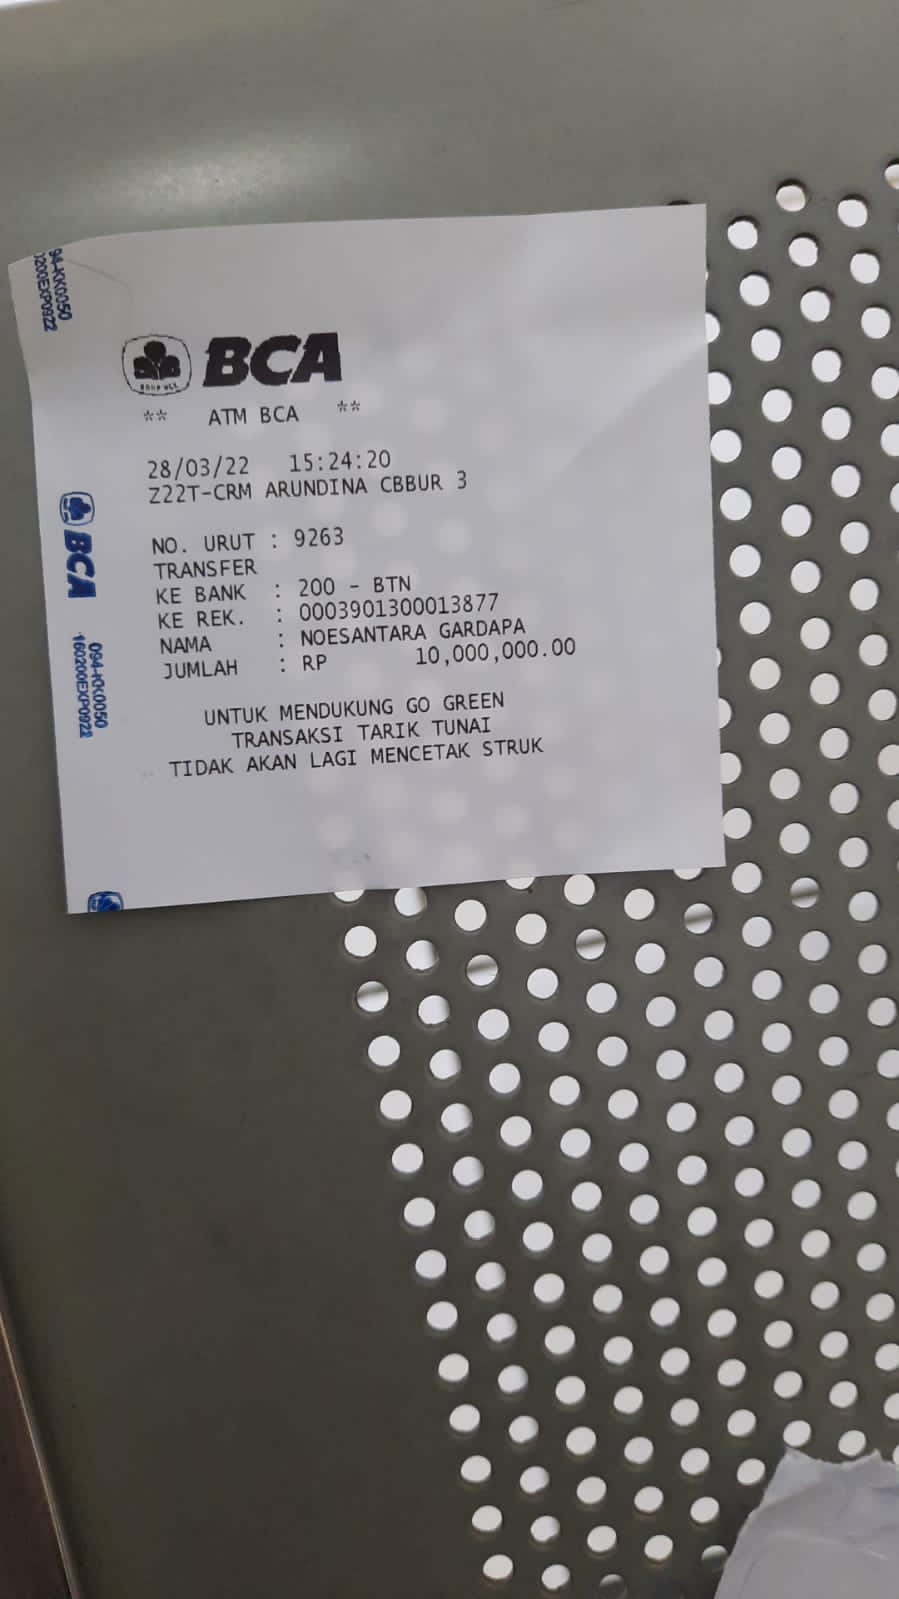 BCA
** ATM BCA **
28/03/22 15:24:20
Z22T-CRM ARUNDINA CBBUR 3
NO. URUT : 9263
TRANSFER
KE BANK : 200 - BTN
KE REK. : 0003901300013877
NAMA : NOESANTARA GARDAPA
JUMLAH : RP 10,000,000.00
UNTUK MENDUKUNG GO GREEN
TRANSAKSI TARIK TUNAI
TIDAK AKAN LAGI MENCETAK STRUK
BCA
094-KK0050
160200EXP0922